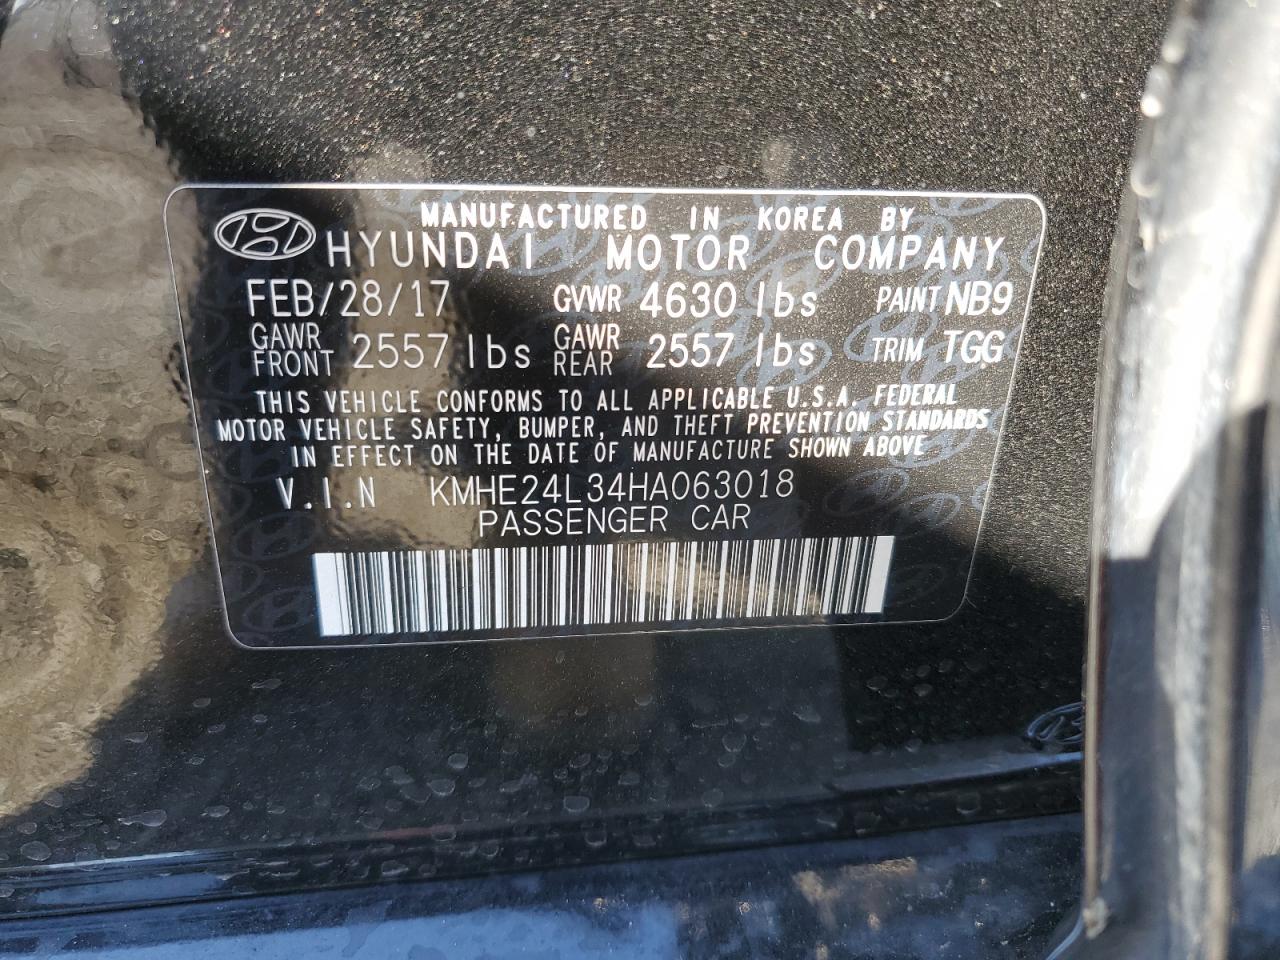 MANUFACTURED IN KOREA BY
HYUNDAI MOTOR COMPANY
FEB/28/17 GVWR 4630 lbs PAINT NB9
GAWR FRONT 2557 lbs GAWR REAR 2557 lbs TRIM TGG
THIS VEHICLE CONFORMS TO ALL APPLICABLE U.S.A. FEDERAL
MOTOR VEHICLE SAFETY, BUMPER, AND THEFT PREVENTION STANDARDS
IN EFFECT ON THE DATE OF MANUFACTURE SHOWN ABOVE
V.I.N KMHE24L34HA063018
PASSENGER CAR